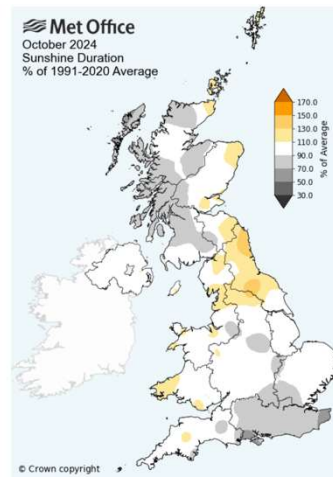 Met Office
October 2024
Sunshine Duration
% of 1991-2020 Average
170.0
150.0
130.0
110.0
90.0
70.0
50.0
30.0
% of Average
© Crown copyright